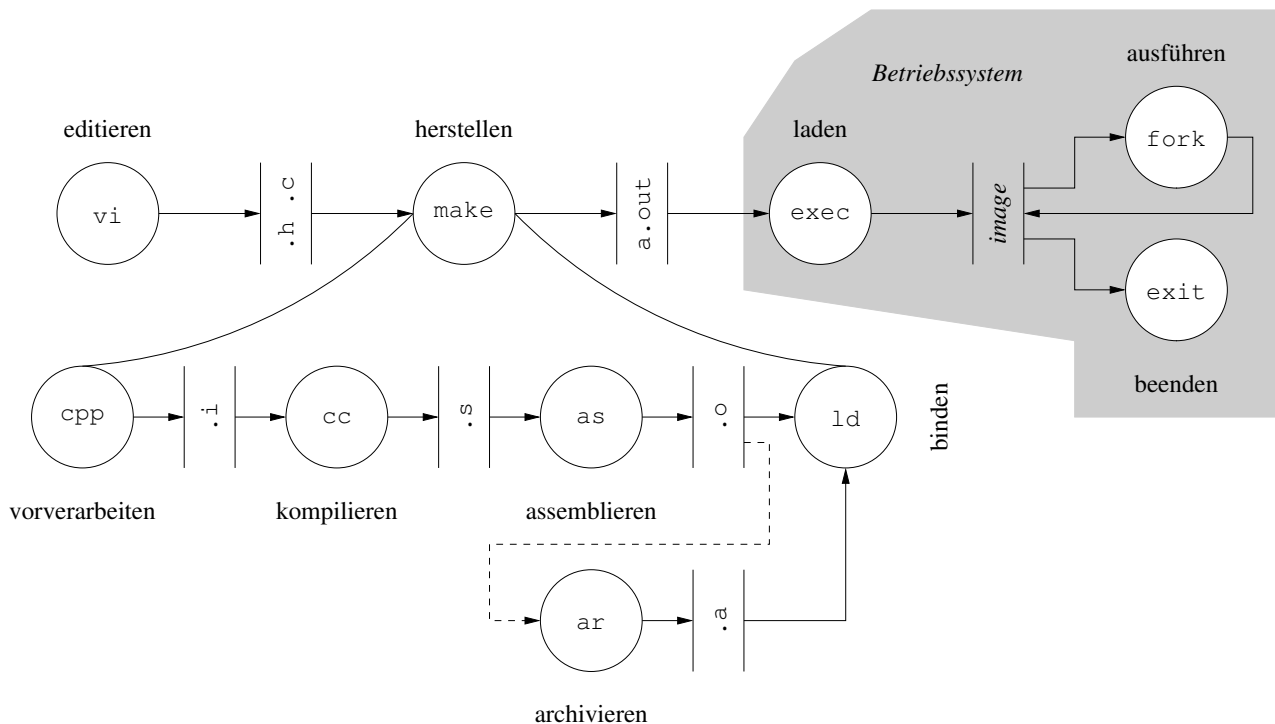 ausführen
Betriebssystem
editieren
herstellen
laden
fork
vi
.h .c
make
a.out
exec
image
exit
beenden
cpp
.i
cc
.s
as
.o
ld
binden
vorverarbeiten
kompilieren
assemblieren
ar
.a
archivieren